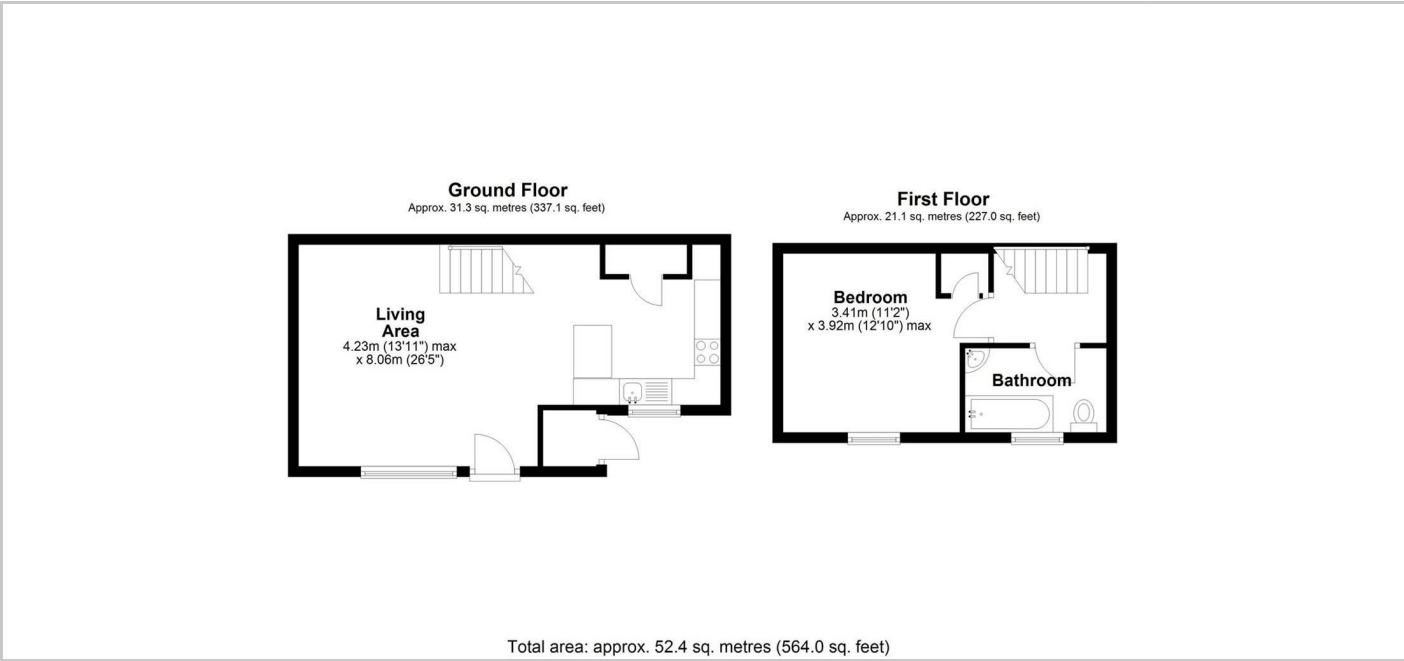 Ground Floor
Approx. 31.3 sq. metres (337.1 sq. feet)
Living
Area
4.23m (13'11") max
x 8.06m (26'5")
First Floor
Approx. 21.1 sq. metres (227.0 sq. feet)
Bedroom
3.41m (11'2")
x 3.92m (12'10") max
Bathroom
Total area: approx. 52.4 sq. metres (564.0 sq. feet)